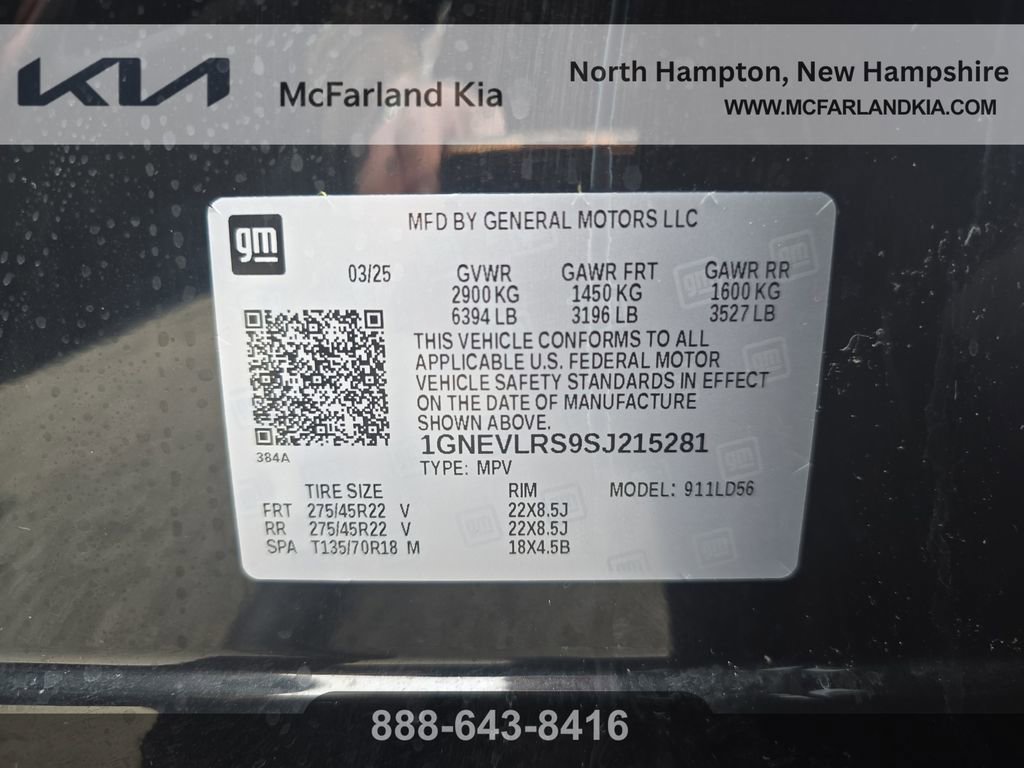 KIA
McFarland Kia
North Hampton, New Hampshire
WWW.MCFARLANDKIA.COM
gm
MFD BY GENERAL MOTORS LLC
03/25
GVWR GAWR FRT GAWR RR
2900 KG 1450 KG 1600 KG
6394 LB 3196 LB 3527 LB
THIS VEHICLE CONFORMS TO ALL
APPLICABLE U.S. FEDERAL MOTOR
VEHICLE SAFETY STANDARDS IN EFFECT
ON THE DATE OF MANUFACTURE
SHOWN ABOVE.
384A
1GNEVLRS9SJ215281
TYPE: MPV
TIRE SIZE RIM MODEL: 911LD56
FRT 275/45R22 V 22X8.5J
RR 275/45R22 V 22X8.5J
SPA T135/70R18 M 18X4.5B
888-643-8416